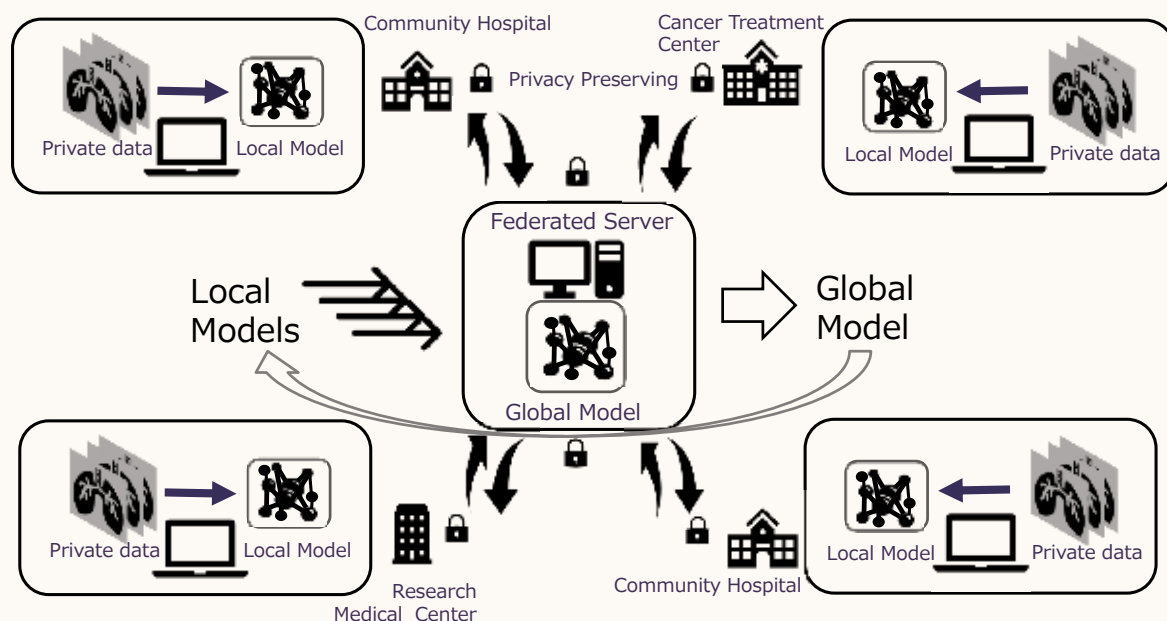 Community Hospital
Cancer Treatment
Center
Privacy Preserving
Private data
Local Model
Local Model
Private data
Federated Server
Local
Models
Global
Model
Global Model
Private data
Local Model
Local Model
Private data
Research
Medical Center
Community Hospital